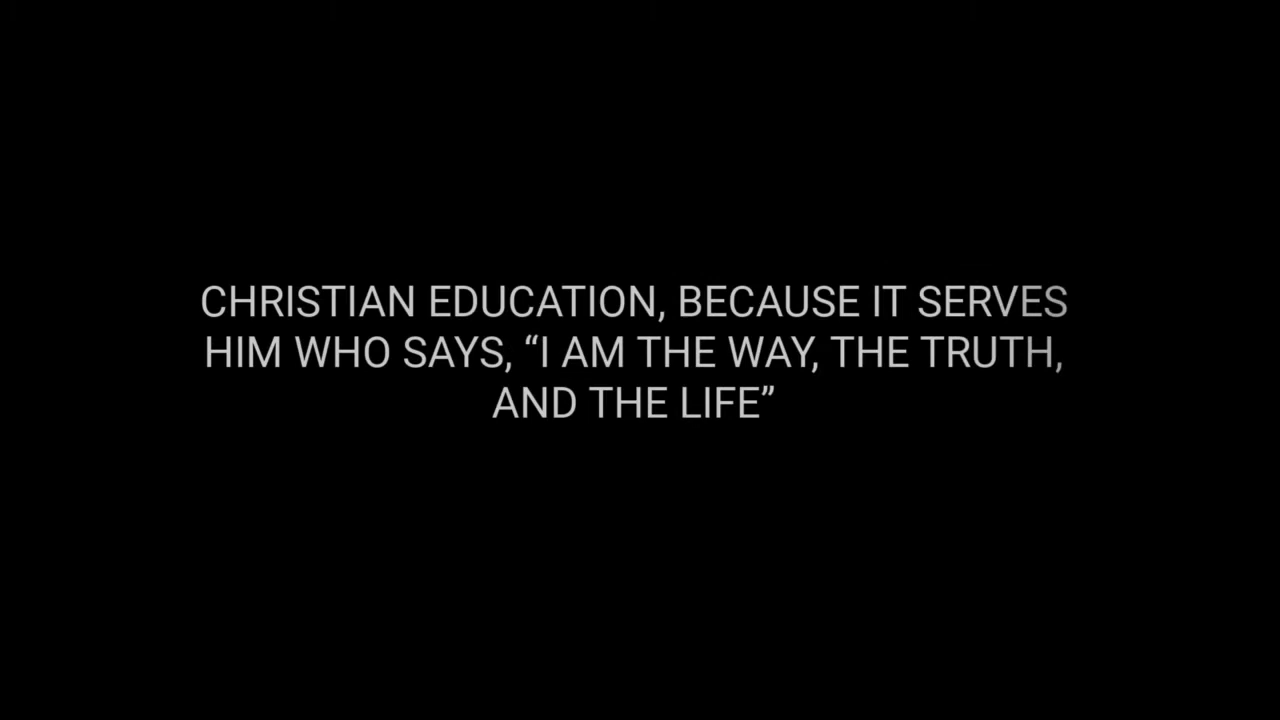 CHRISTIAN EDUCATION, BECAUSE IT SERVES
HIM WHO SAYS, “I AM THE WAY, THE TRUTH,
AND THE LIFE”